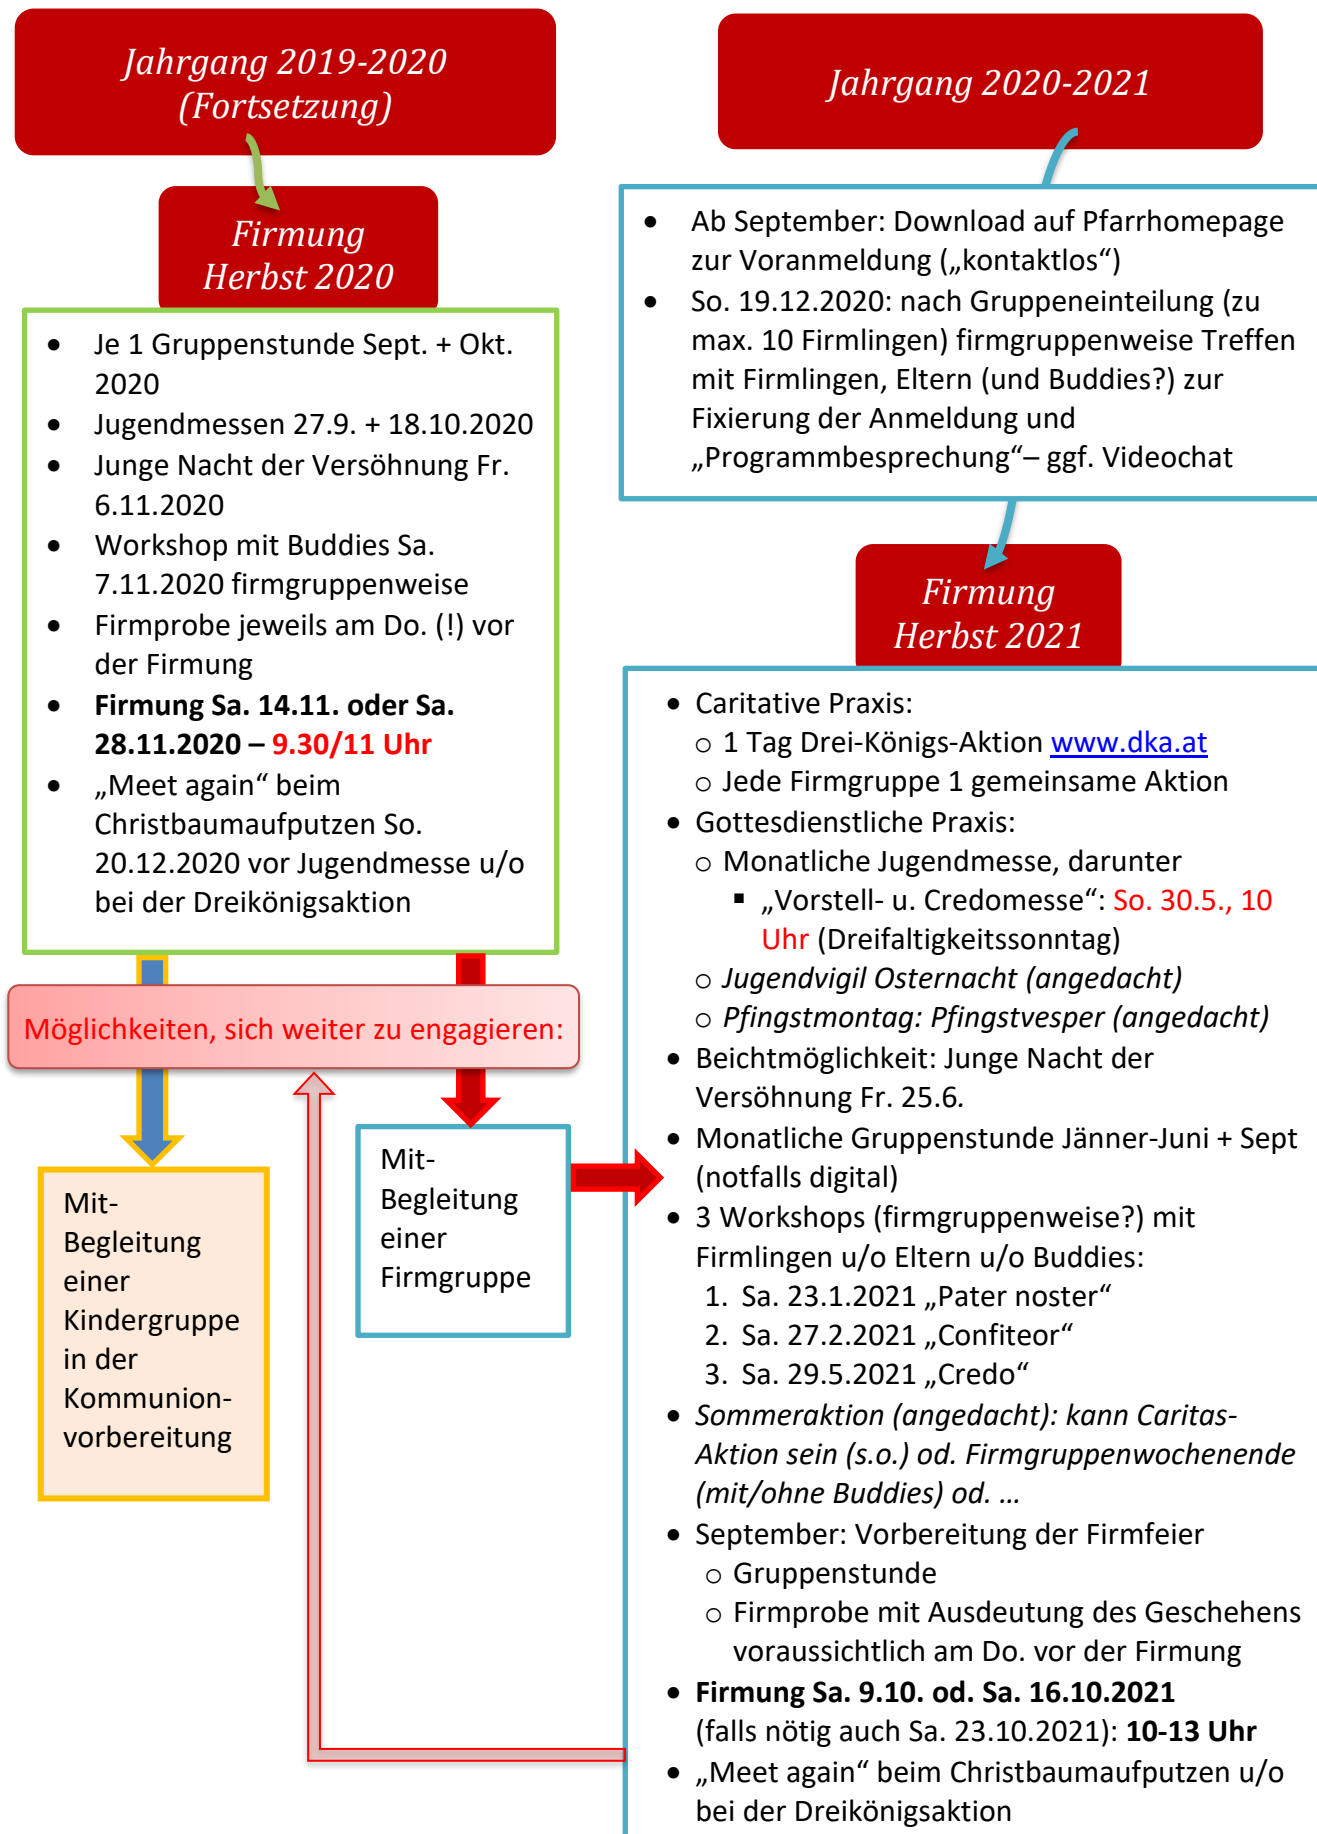 Jahrgang 2019-2020
(Fortsetzung)
Firmung
Herbst 2020
• Je 1 Gruppenstunde Sept. + Okt.
2020
• Jugendmessen 27.9. + 18.10.2020
• Junge Nacht der Versöhnung Fr.
6.11.2020
• Workshop mit Buddies Sa.
7.11.2020 firmgruppenweise
• Firmprobe jeweils am Do. (!) vor
der Firmung
• Firmung Sa. 14.11. oder Sa.
28.11.2020 – 9.30/11 Uhr
• „Meet again“ beim
Christbaumaufputzen So.
20.12.2020 vor Jugendmesse u/o
bei der Dreikönigsaktion
Möglichkeiten, sich weiter zu engagieren:
Mit-
Begleitung
einer
Kindergruppe
in der
Kommunion-
vorbereitung
Mit-
Begleitung
einer
Firmgruppe
Jahrgang 2020-2021
• Ab September: Download auf Pfarrhomepage
zur Voranmeldung („kontaktlos“)
• So. 19.12.2020: nach Gruppeneinteilung (zu
max. 10 Firmlingen) firmgruppenweise Treffen
mit Firmlingen, Eltern (und Buddies?) zur
Fixierung der Anmeldung und
„Programmbesprechung“– ggf. Videochat
Firmung
Herbst 2021
• Caritative Praxis:
o 1 Tag Drei-Königs-Aktion www.dka.at
o Jede Firmgruppe 1 gemeinsame Aktion
• Gottesdienstliche Praxis:
o Monatliche Jugendmesse, darunter
▪ „Vorstell- u. Credomesse“: So. 30.5., 10
Uhr (Dreifaltigkeitssonntag)
o Jugendvigil Osternacht (angedacht)
o Pfingstmontag: Pfingstvesper (angedacht)
• Beichtmöglichkeit: Junge Nacht der
Versöhnung Fr. 25.6.
• Monatliche Gruppenstunde Jänner-Juni + Sept
(notfalls digital)
• 3 Workshops (firmgruppenweise?) mit
Firmlingen u/o Eltern u/o Buddies:
1. Sa. 23.1.2021 „Pater noster“
2. Sa. 27.2.2021 „Confiteor“
3. Sa. 29.5.2021 „Credo“
• Sommeraktion (angedacht): kann Caritas-
Aktion sein (s.o.) od. Firmgruppenwochenende
(mit/ohne Buddies) od. …
• September: Vorbereitung der Firmfeier
o Gruppenstunde
o Firmprobe mit Ausdeutung des Geschehens
voraussichtlich am Do. vor der Firmung
• Firmung Sa. 9.10. od. Sa. 16.10.2021
(falls nötig auch Sa. 23.10.2021): 10-13 Uhr
• „Meet again“ beim Christbaumaufputzen u/o
bei der Dreikönigsaktion